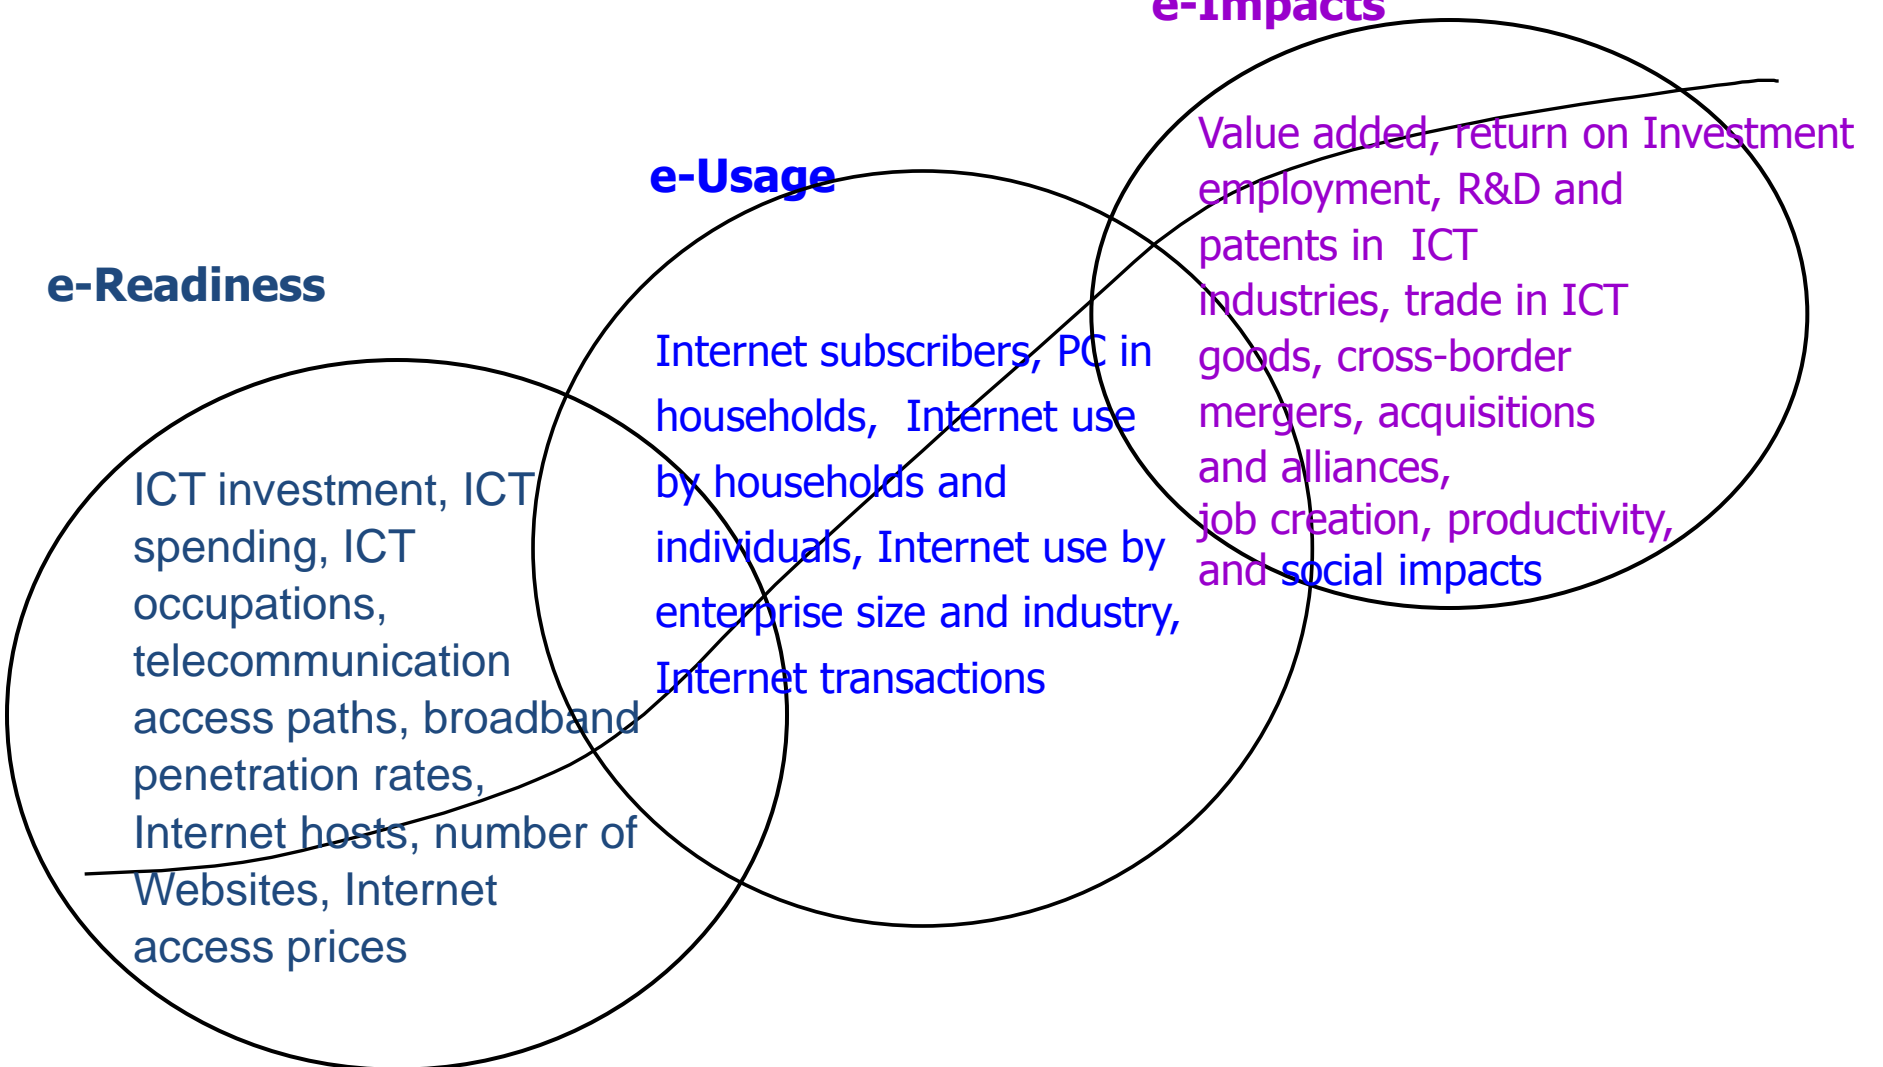 e-Impacts
Value added, return on Investment
employment, R&D and
patents in ICT
industries, trade in ICT
goods, cross-border
mergers, acquisitions
and alliances,
job creation, productivity,
and social impacts
e-Usage
Internet subscribers, PC in
households, Internet use
by households and
individuals, Internet use by
enterprise size and industry,
Internet transactions
e-Readiness
ICT investment, ICT
spending, ICT
occupations,
telecommunication
access paths, broadband
penetration rates,
Internet hosts, number of
Websites, Internet
access prices